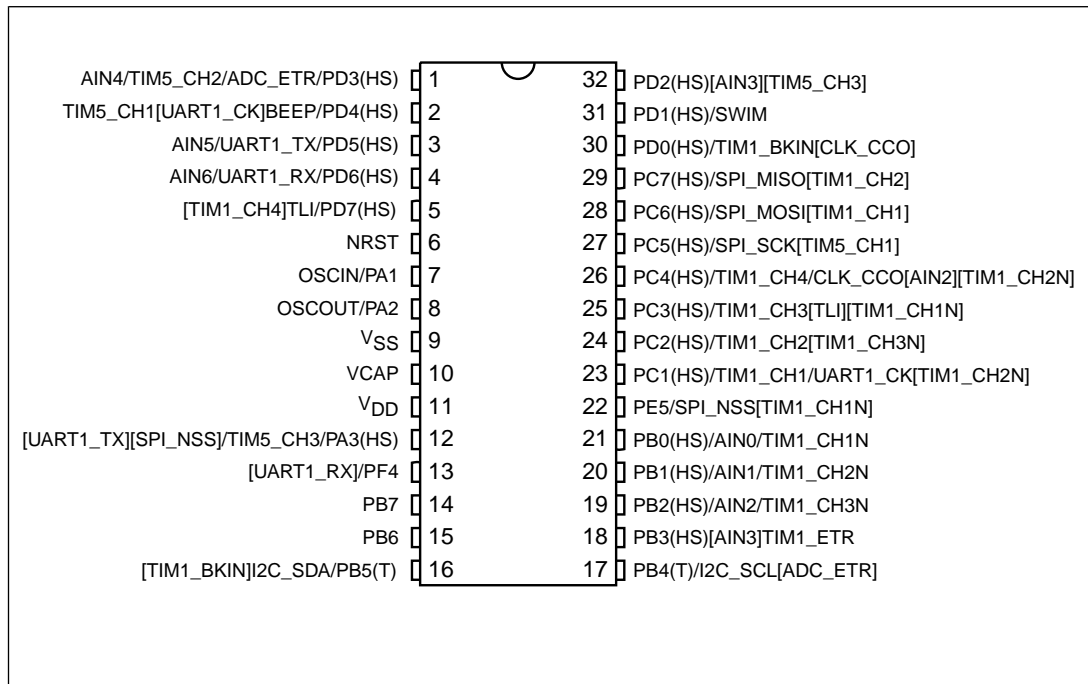 AIN4/TIM5_CH2/ADC_ETR/PD3(HS) 1 32 PD2(HS)[AIN3][TIM5_CH3]
TIM5_CH1[UART1_CK]BEEP/PD4(HS) 2 31 PD1(HS)/SWIM
AIN5/UART1_TX/PD5(HS) 3 30 PD0(HS)/TIM1_BKIN[CLK_CCO]
AIN6/UART1_RX/PD6(HS) 4 29 PC7(HS)/SPI_MISO[TIM1_CH2]
[TIM1_CH4]TLI/PD7(HS) 5 28 PC6(HS)/SPI_MOSI[TIM1_CH1]
NRST 6 27 PC5(HS)/SPI_SCK[TIM5_CH1]
OSCIN/PA1 7 26 PC4(HS)/TIM1_CH4/CLK_CCO[AIN2][TIM1_CH2N]
OSCOUT/PA2 8 25 PC3(HS)/TIM1_CH3[TLI][TIM1_CH1N]
VSS 9 24 PC2(HS)/TIM1_CH2[TIM1_CH3N]
VCAP 10 23 PC1(HS)/TIM1_CH1/UART1_CK[TIM1_CH2N]
VDD 11 22 PE5/SPI_NSS[TIM1_CH1N]
[UART1_TX][SPI_NSS]/TIM5_CH3/PA3(HS) 12 21 PB0(HS)/AIN0/TIM1_CH1N
[UART1_RX]/PF4 13 20 PB1(HS)/AIN1/TIM1_CH2N
PB7 14 19 PB2(HS)/AIN2/TIM1_CH3N
PB6 15 18 PB3(HS)[AIN3]TIM1_ETR
[TIM1_BKIN]I2C_SDA/PB5(T) 16 17 PB4(T)/I2C_SCL[ADC_ETR]